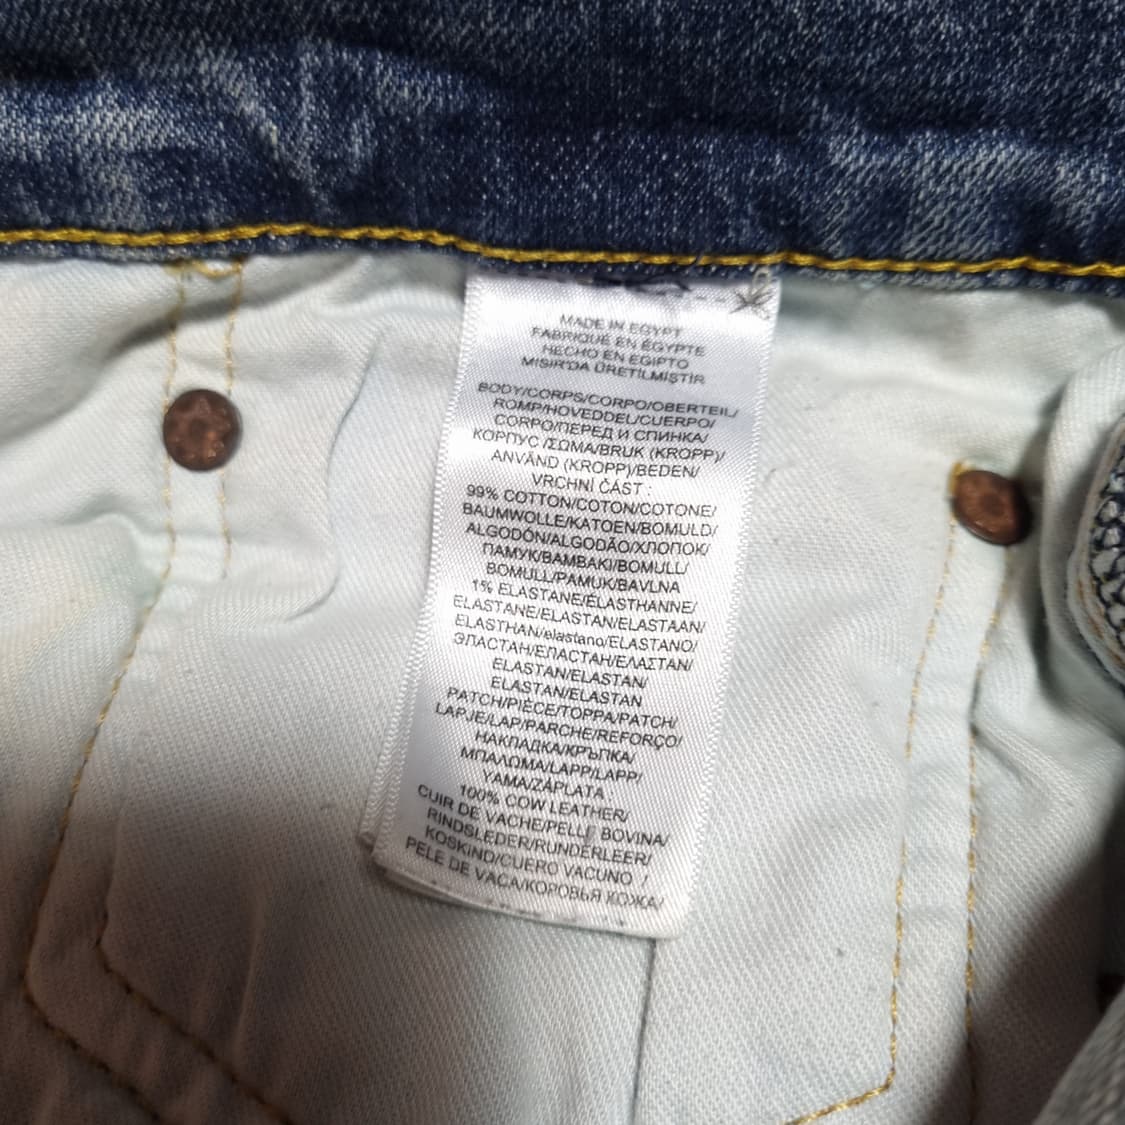 MADE IN EGYPT
FABRIQUÉ EN ÉGYPTE
HECHO EN EGIPTO
MISIR'DA ÜRETİLMİŞTİR
BODY/CORPS/CORPO/OBERTEIL/
ROMP/HOVEDDEL/CUERPO/
CORPO/ПЕРЕД И СПИНКА/
КОРПУС /ΣΩΜΑ/BRUK (KROPP)/
ANVÄND (KROPP)/BEDEN/
VRCHNÍ ČÁST :
99% COTTON/COTON/COTONE/
BAUMWOLLE/KATOEN/BOMULD/
ALGODÓN/ALGODÃO/ХЛОПОК/
ПАМУК/ΒΑΜΒΑΚΙ/BOMULL/
BOMULL/PAMUK/BAVLNA
1% ELASTANE/ÉLASTHANNE/
ELASTANE/ELASTAN/ELASTAAN/
ELASTHAN/elastano/ELASTANO/
ЭЛАСТАН/ЕЛАСТАН/ΕΛΑΣΤΑΝ/
ELASTAN/ELASTAN/
ELASTAN/ELASTAN
PATCH/PIÈCE/TOPPA/PATCH/
LAPJE/LAP/PARCHE/REFORÇO/
НАКЛАДКА/КРЪПКА/
ΜΠΑΛΩΜΑ/LAPP/LAPP/
YAMA/ZÁPLATA
100% COW LEATHER/
CUIR DE VACHE/PELLE BOVINA/
RINDSLEDER/RUNDERLEER/
KOSKIND/CUERO VACUNO /
PELE DE VACA/КОРОВЬЯ КОЖА/